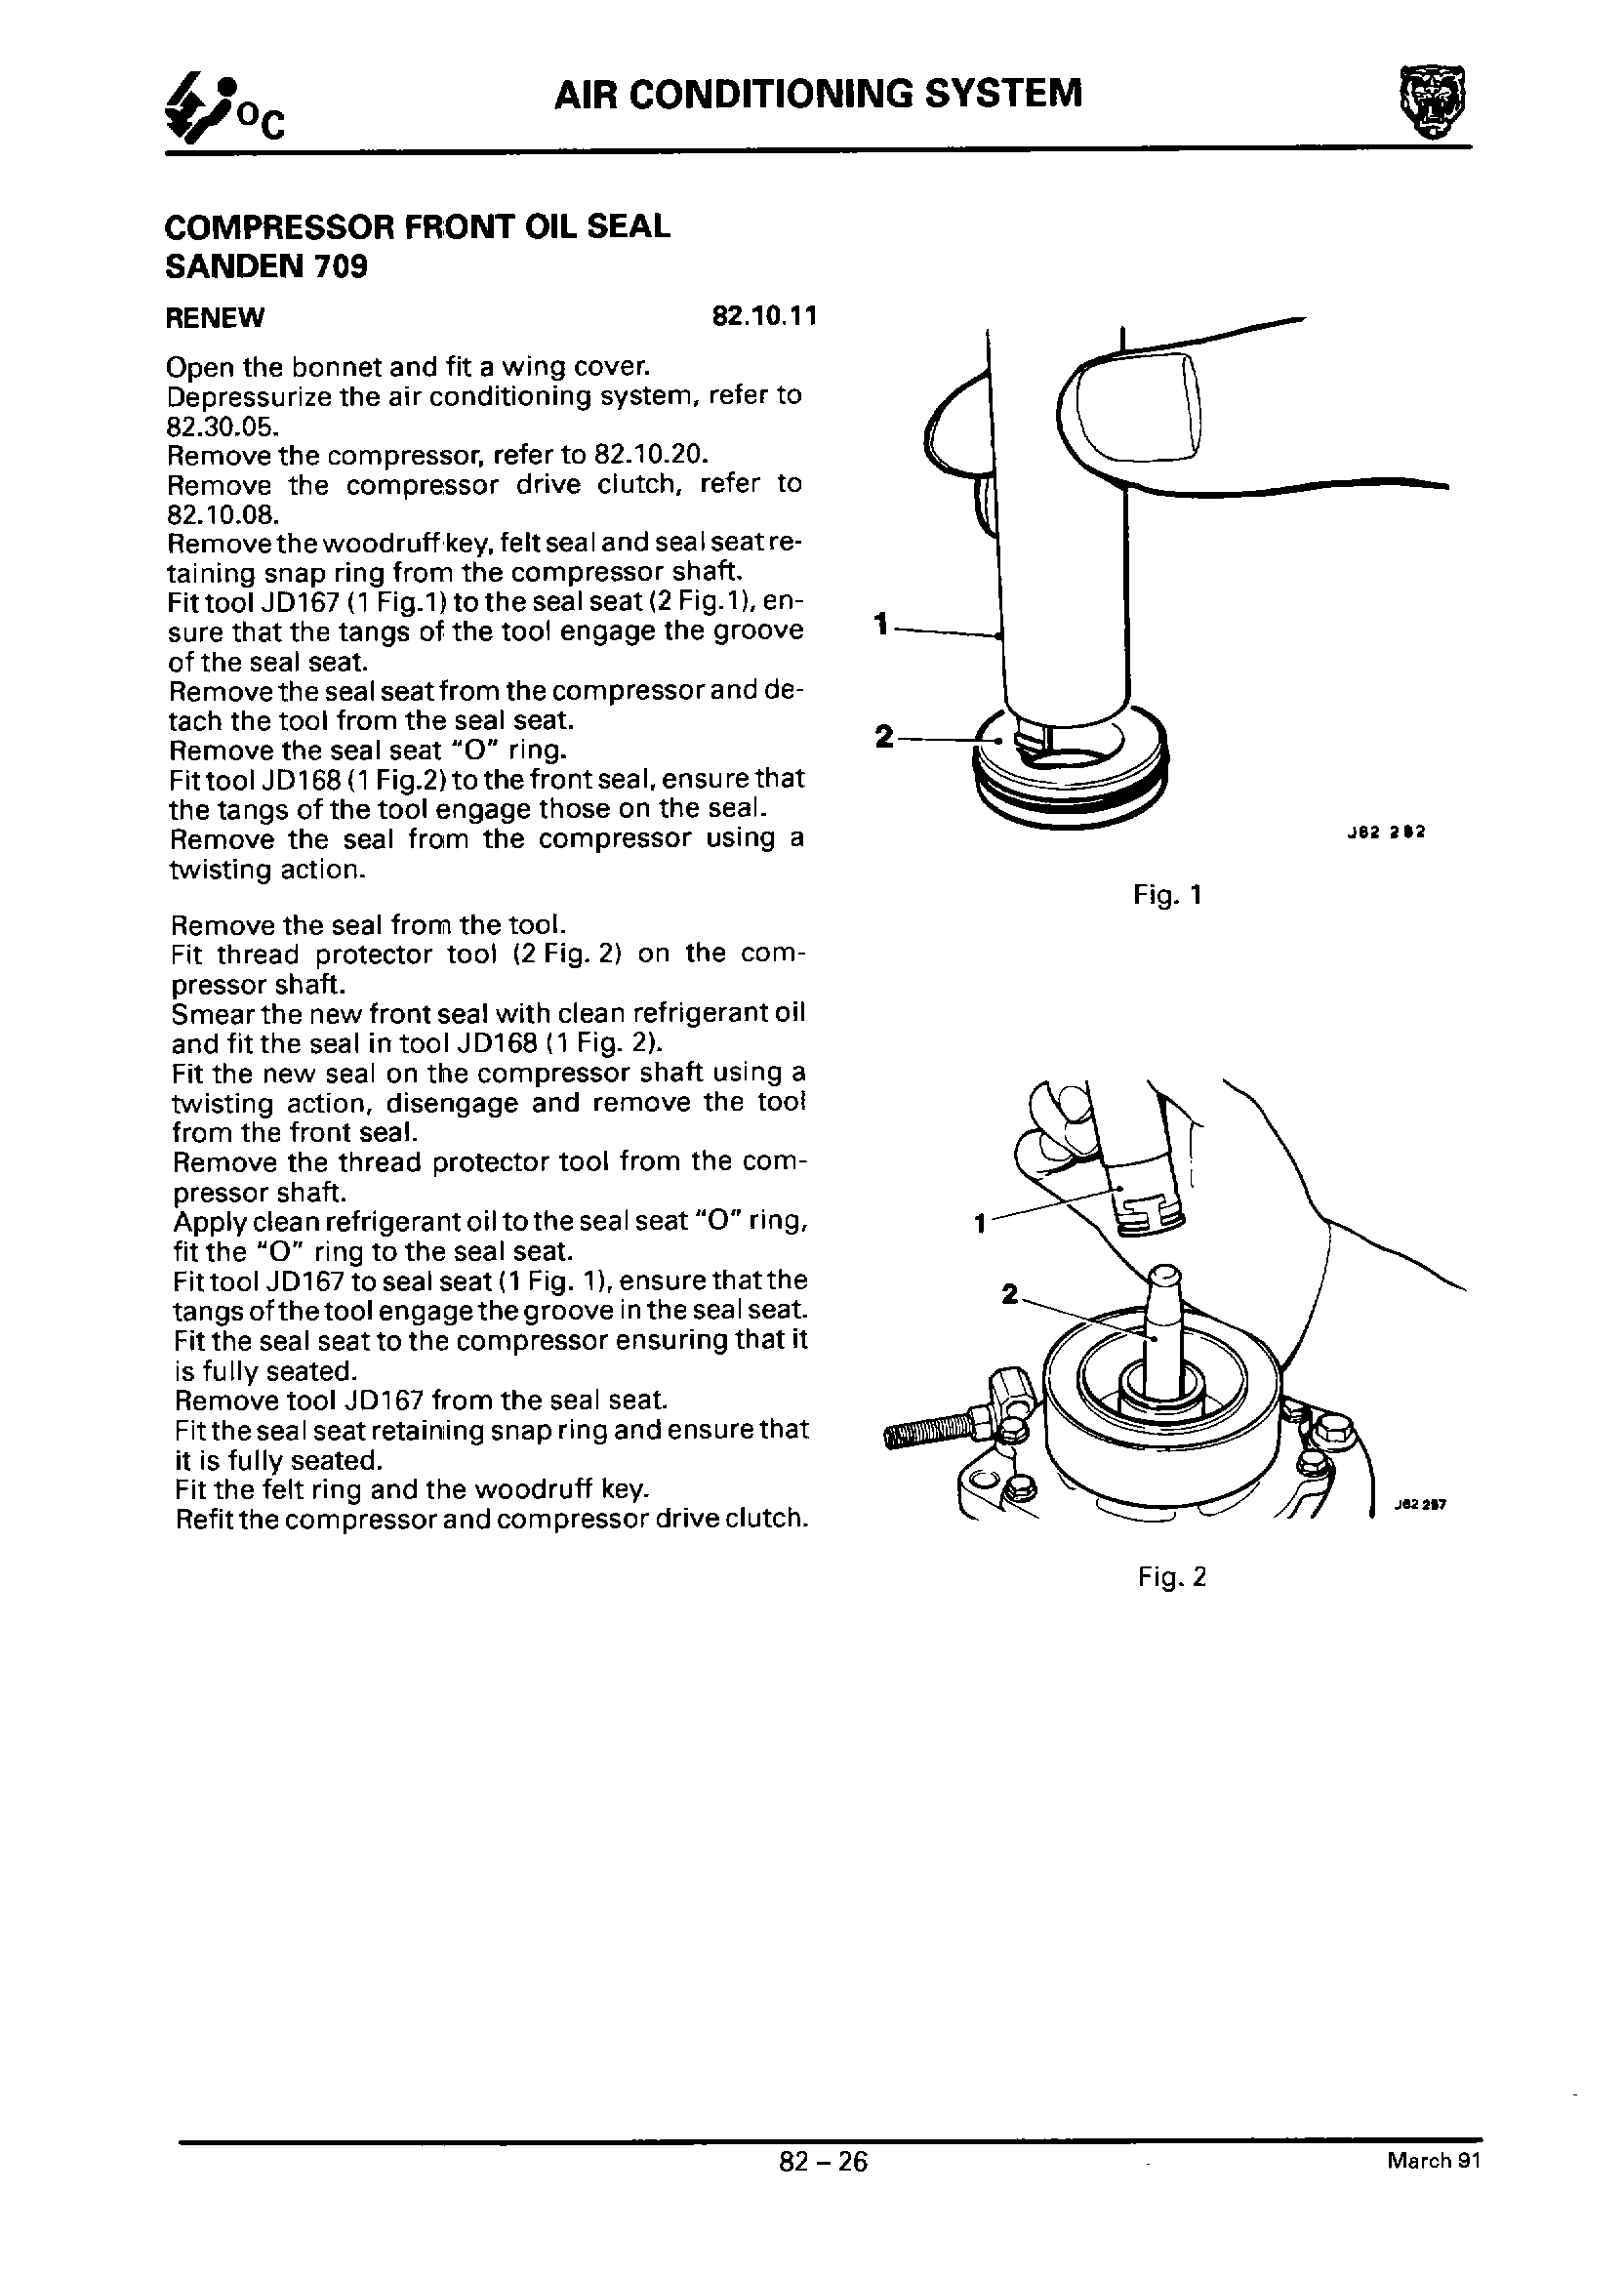 °C
AIR CONDITIONING SYSTEM
COMPRESSOR FRONT OIL SEAL
SANDEN 709
RENEW 82.10.11
Open the bonnet and fit a wing cover.
Depressurize the air conditioning system, refer to
82.30.05.
Remove the compressor, refer to 82.10.20.
Remove the compressor drive clutch, refer to
82.10.08.
Remove the woodruff key, felt seal and seal seat re-
taining snap ring from the compressor shaft.
Fit tool JD167 (1 Fig.1) to the seal seat (2 Fig.1), en-
sure that the tangs of the tool engage the groove
of the seal seat.
Remove the seal seat from the compressor and de-
tach the tool from the seal seat.
Remove the seal seat "O" ring.
Fit tool JD168 (1 Fig.2) to the front seal, ensure that
the tangs of the tool engage those on the seal.
Remove the seal from the compressor using a
twisting action.
Remove the seal from the tool.
Fit thread protector tool (2 Fig. 2) on the com-
pressor shaft.
Smear the new front seal with clean refrigerant oil
and fit the seal in tool JD168 (1 Fig. 2).
Fit the new seal on the compressor shaft using a
twisting action, disengage and remove the tool
from the front seal.
Remove the thread protector tool from the com-
pressor shaft.
Apply clean refrigerant oil to the seal seat "O" ring,
fit the "O" ring to the seal seat.
Fit tool JD167 to seal seat (1 Fig. 1), ensure that the
tangs of the tool engage the groove in the seal seat.
Fit the seal seat to the compressor ensuring that it
is fully seated.
Remove tool JD167 from the seal seat.
Fit the seal seat retaining snap ring and ensure that
it is fully seated.
Fit the felt ring and the woodruff key.
Refit the compressor and compressor drive clutch.
1
2
J82 282
Fig. 1
1
2
J82 287
Fig. 2
82 – 26
March 91